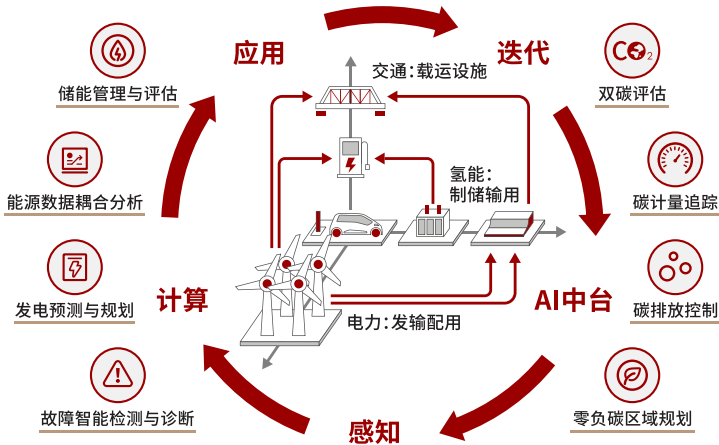 应用
迭代
储能管理与评估
交通：载运设施
CO2
双碳评估
能源数据耦合分析
氢能：
制储输用
碳计量追踪
发电预测与规划
计算
AI中台
碳排放控制
电力：发输配用
故障智能检测与诊断
感知
零负碳区域规划